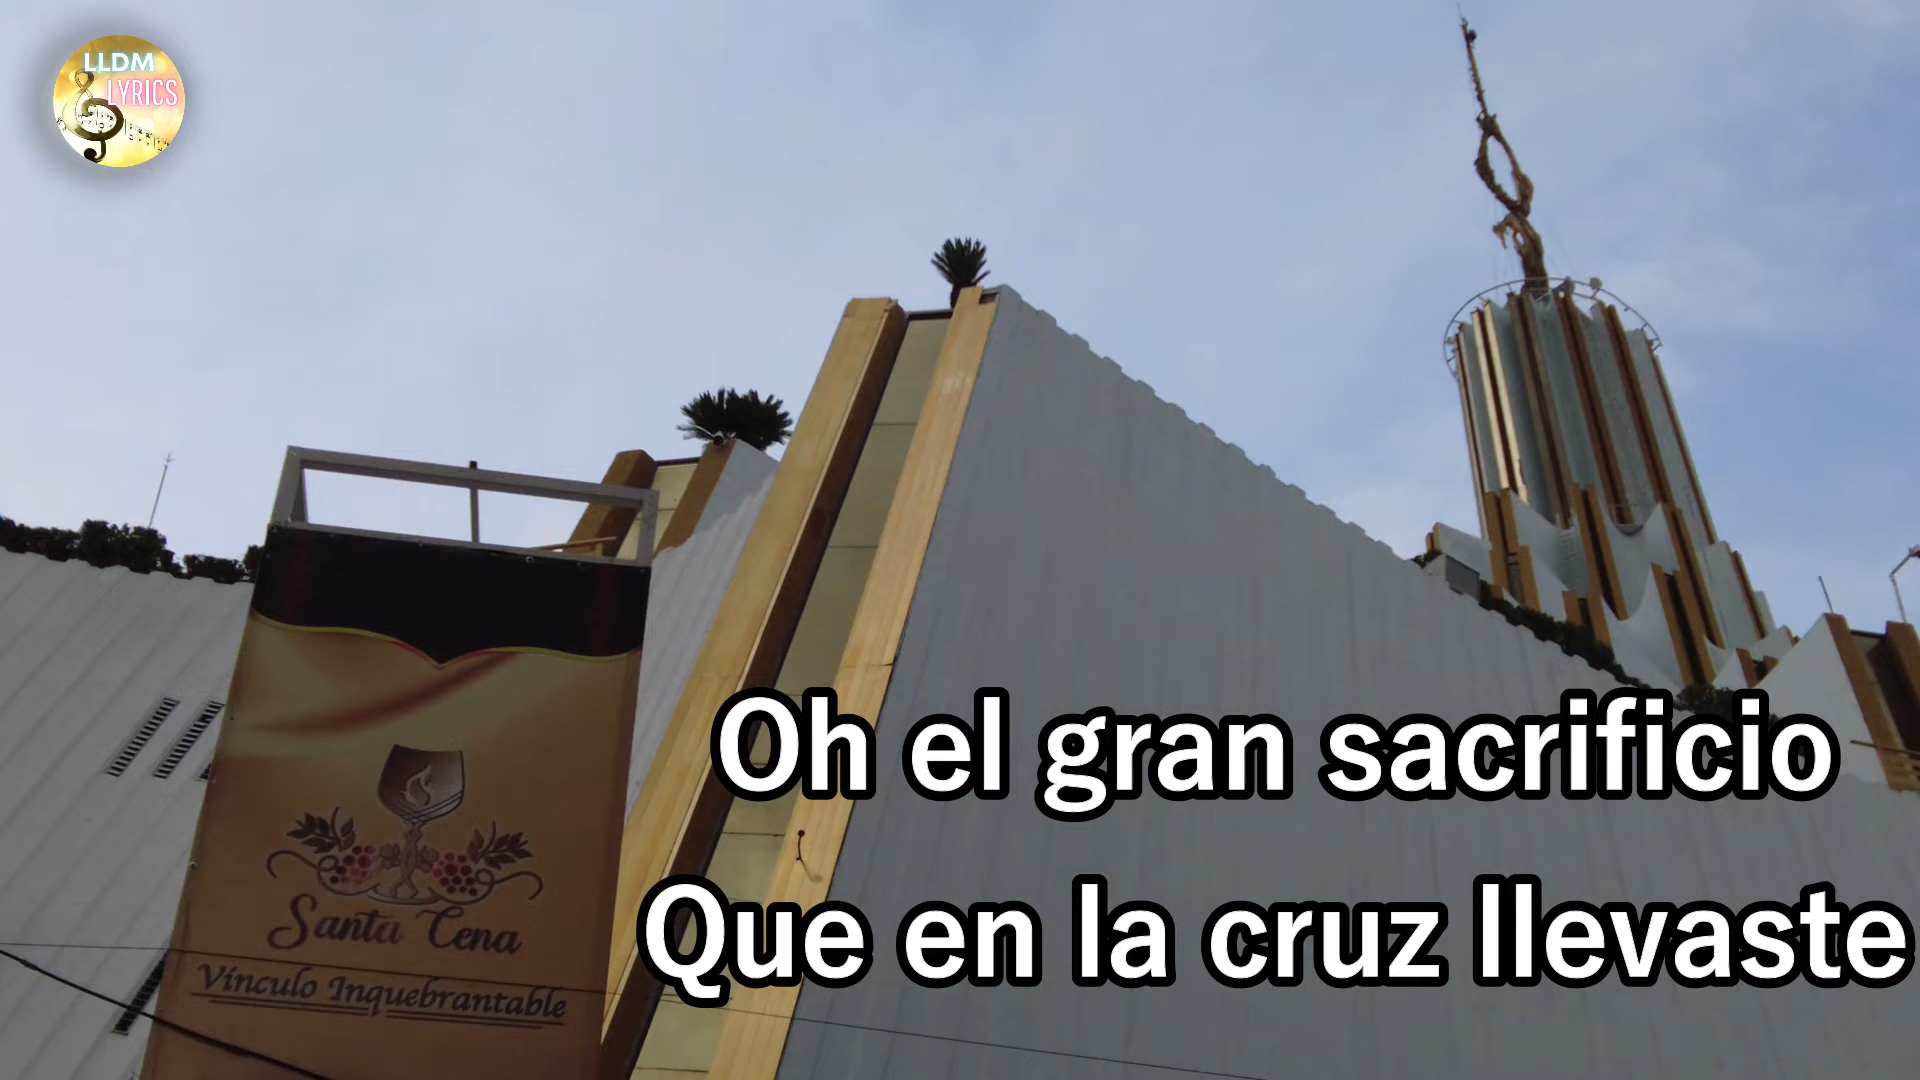 LLDM
LYRICS
Oh el gran sacrificio
Que en la cruz llevaste
Santa Cena
Vínculo Inquebrantable